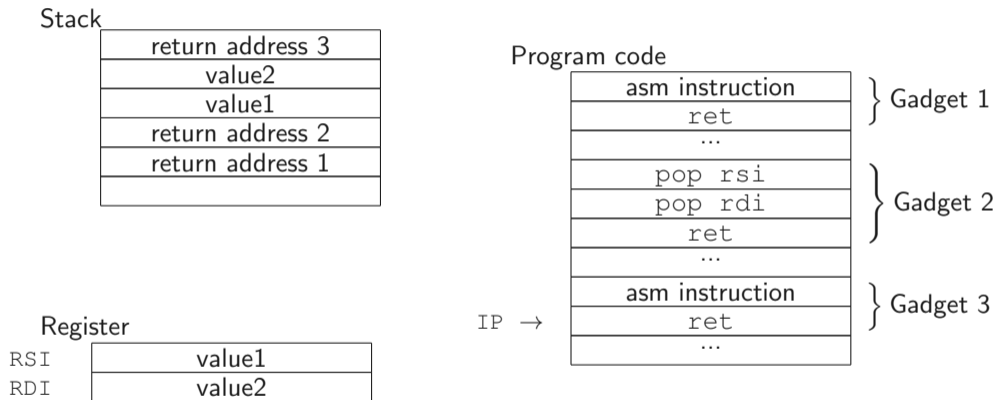 Stack
return address 3
value2
value1
return address 2
return address 1
Program code
asm instruction
ret
...
pop rsi
pop rdi
ret
...
asm instruction
ret
...
Gadget 1
Gadget 2
Gadget 3
IP →
Register
RSI value1
RDI value2